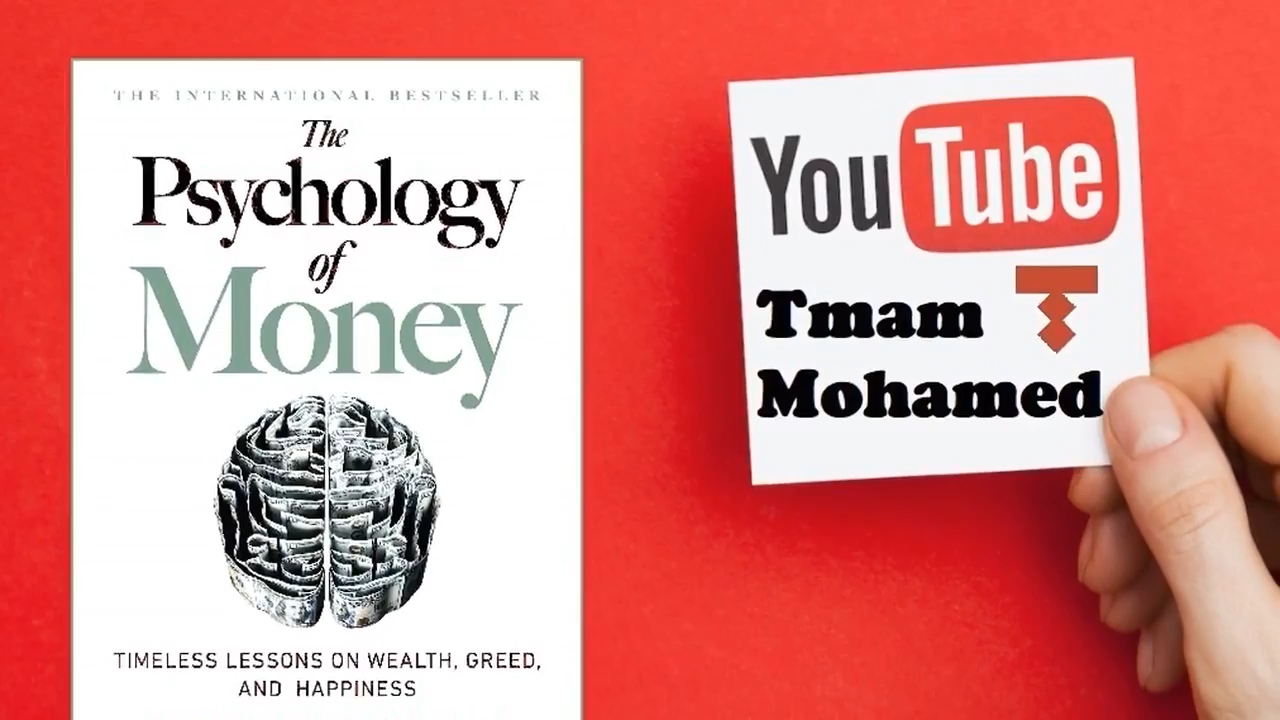 THE INTERNATIONAL BESTSELLER
The
Psychology
of
Money
TIMELESS LESSONS ON WEALTH, GREED,
AND HAPPINESS
YouTube
Tmam
Mohamed